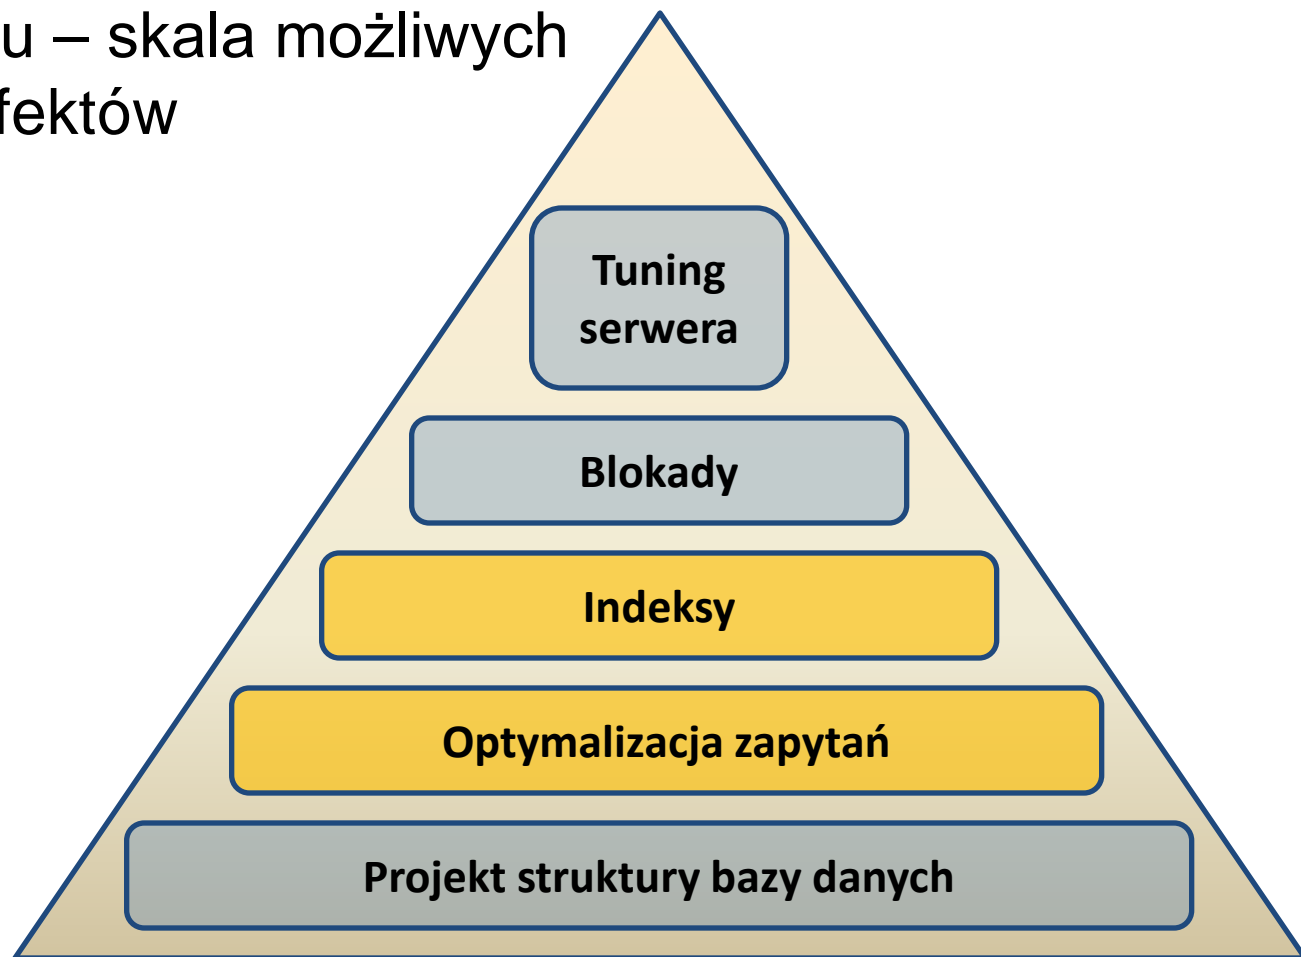 u – skala możliwych
fektów
Tuning
serwera
Blokady
Indeksy
Optymalizacja zapytań
Projekt struktury bazy danych